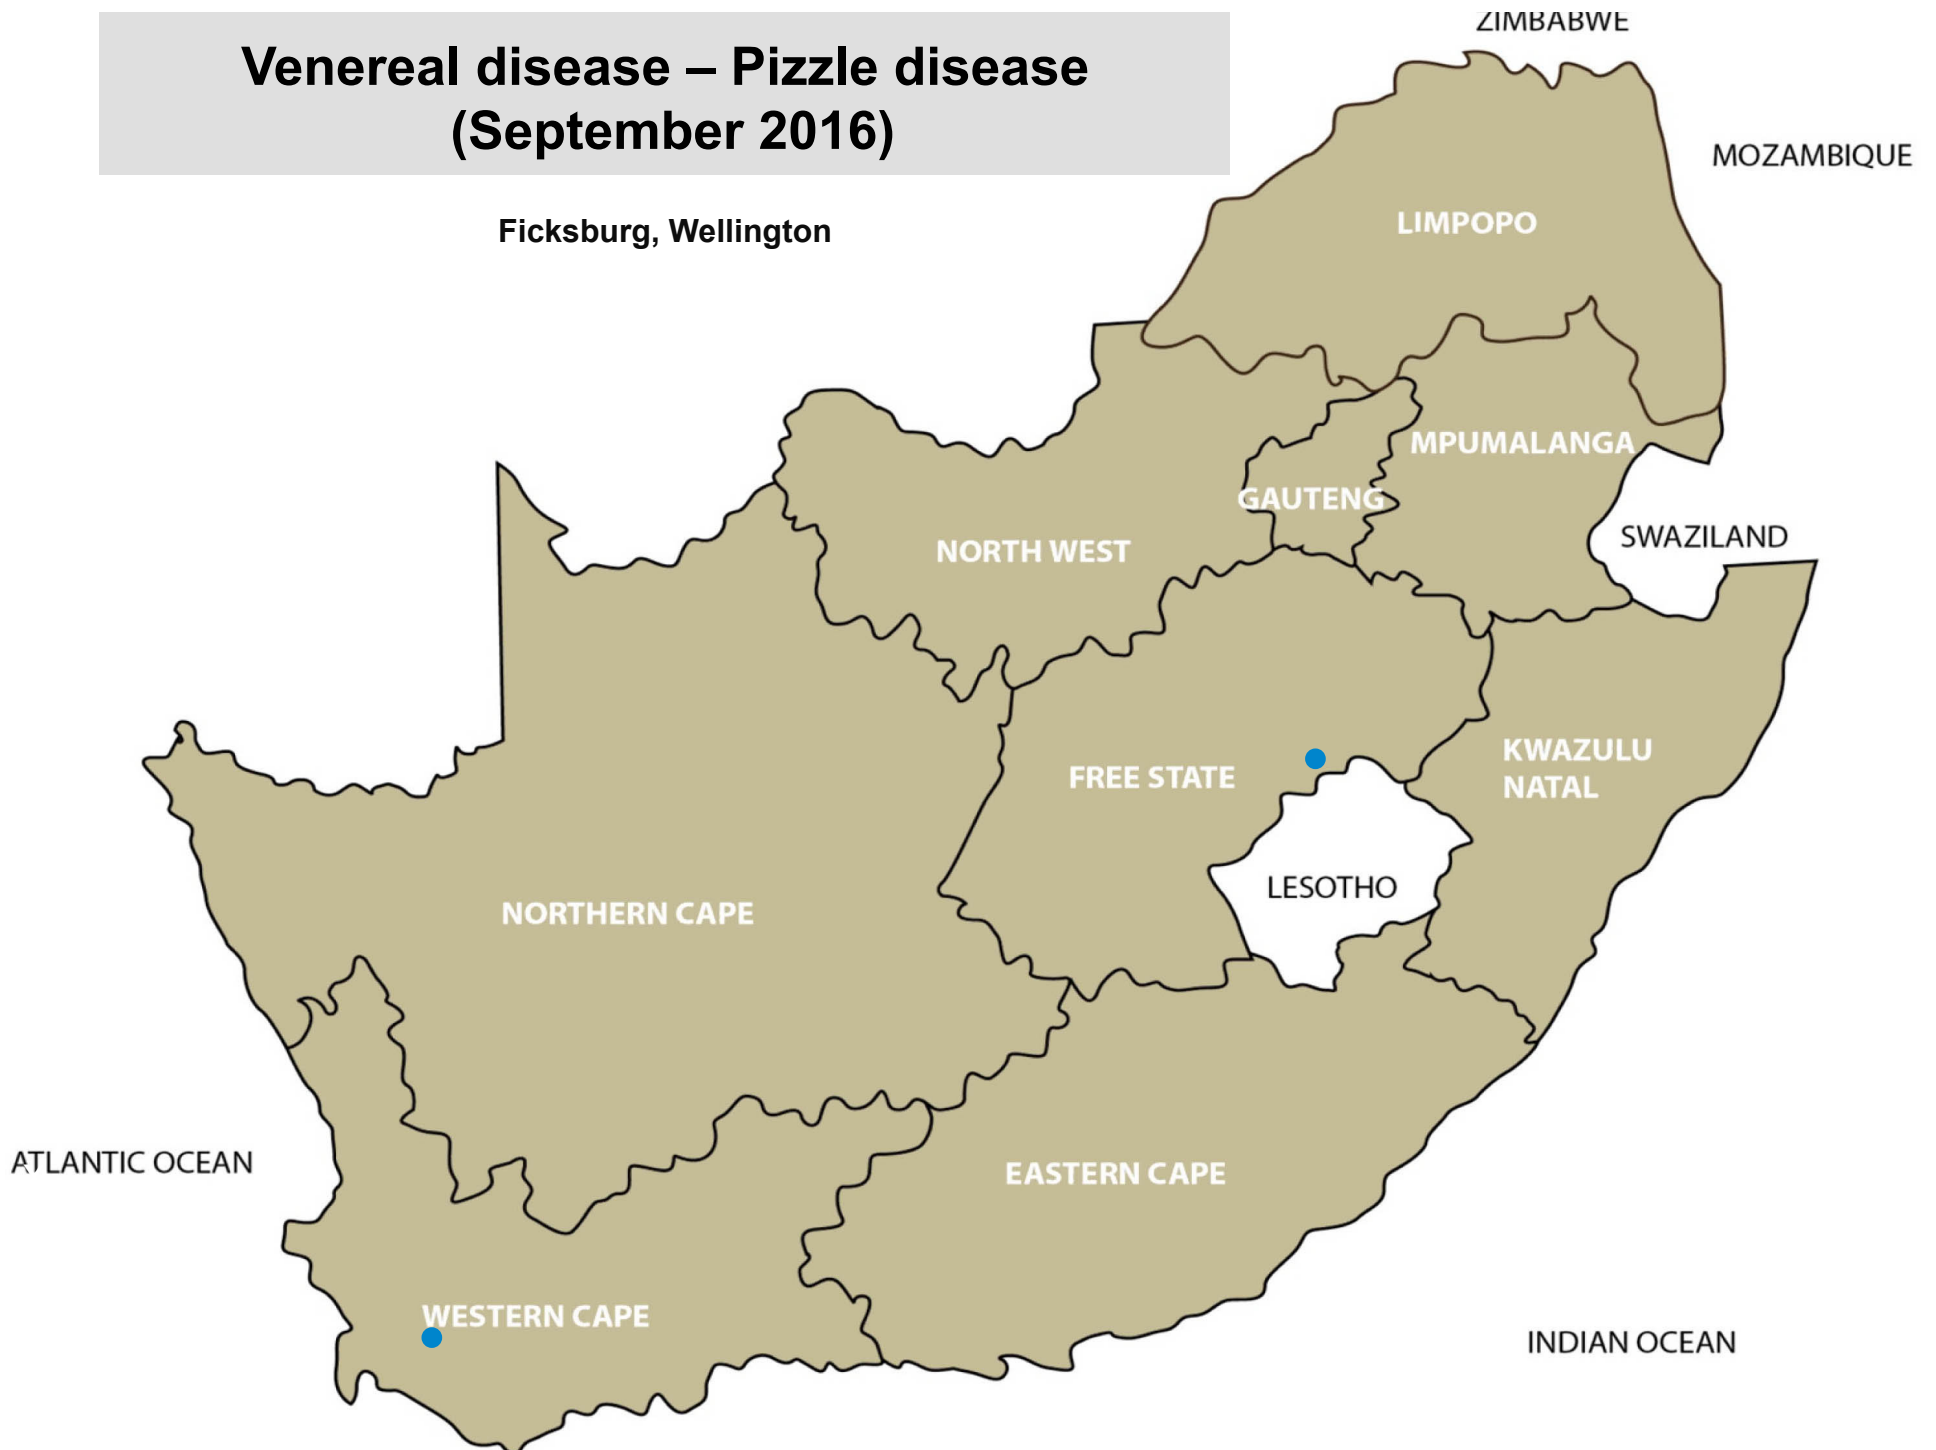 Venereal disease – Pizzle disease
(September 2016)
Ficksburg, Wellington
ZIMBABWE
MOZAMBIQUE
LIMPOPO
MPUMALANGA
GAUTENG
SWAZILAND
NORTH WEST
KWAZULU
NATAL
FREE STATE
LESOTHO
NORTHERN CAPE
ATLANTIC OCEAN
EASTERN CAPE
WESTERN CAPE
INDIAN OCEAN